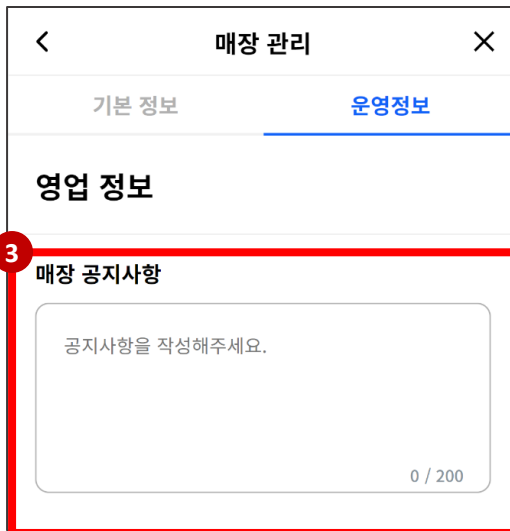 매장 관리
기본 정보 운영정보
영업 정보
3
매장 공지사항
공지사항을 작성해주세요.
0 / 200